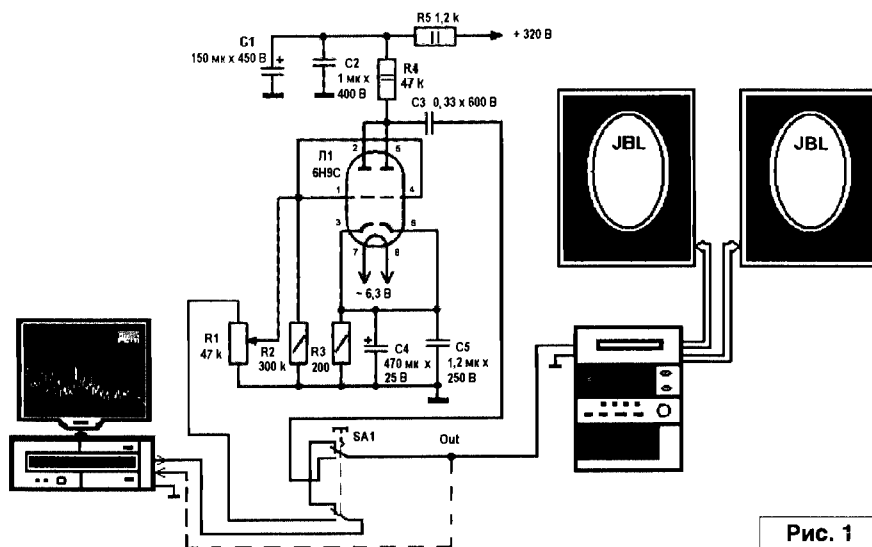 R5 1,2 k
+ 320 В
C1
150 мк x 450 В
+
C2
1 мк x
400 В
R4
47 k
C3 0,33 x 600 В
2
5
Л1
6Н9С
1
4
3
6
7
8
~ 6,3 В
R1
47 k
R2
300 k
R3
200
+
C4
470 мк x
25 В
C5
1,2 мк x
250 В
SA1
Out
JBL
JBL
Рис. 1